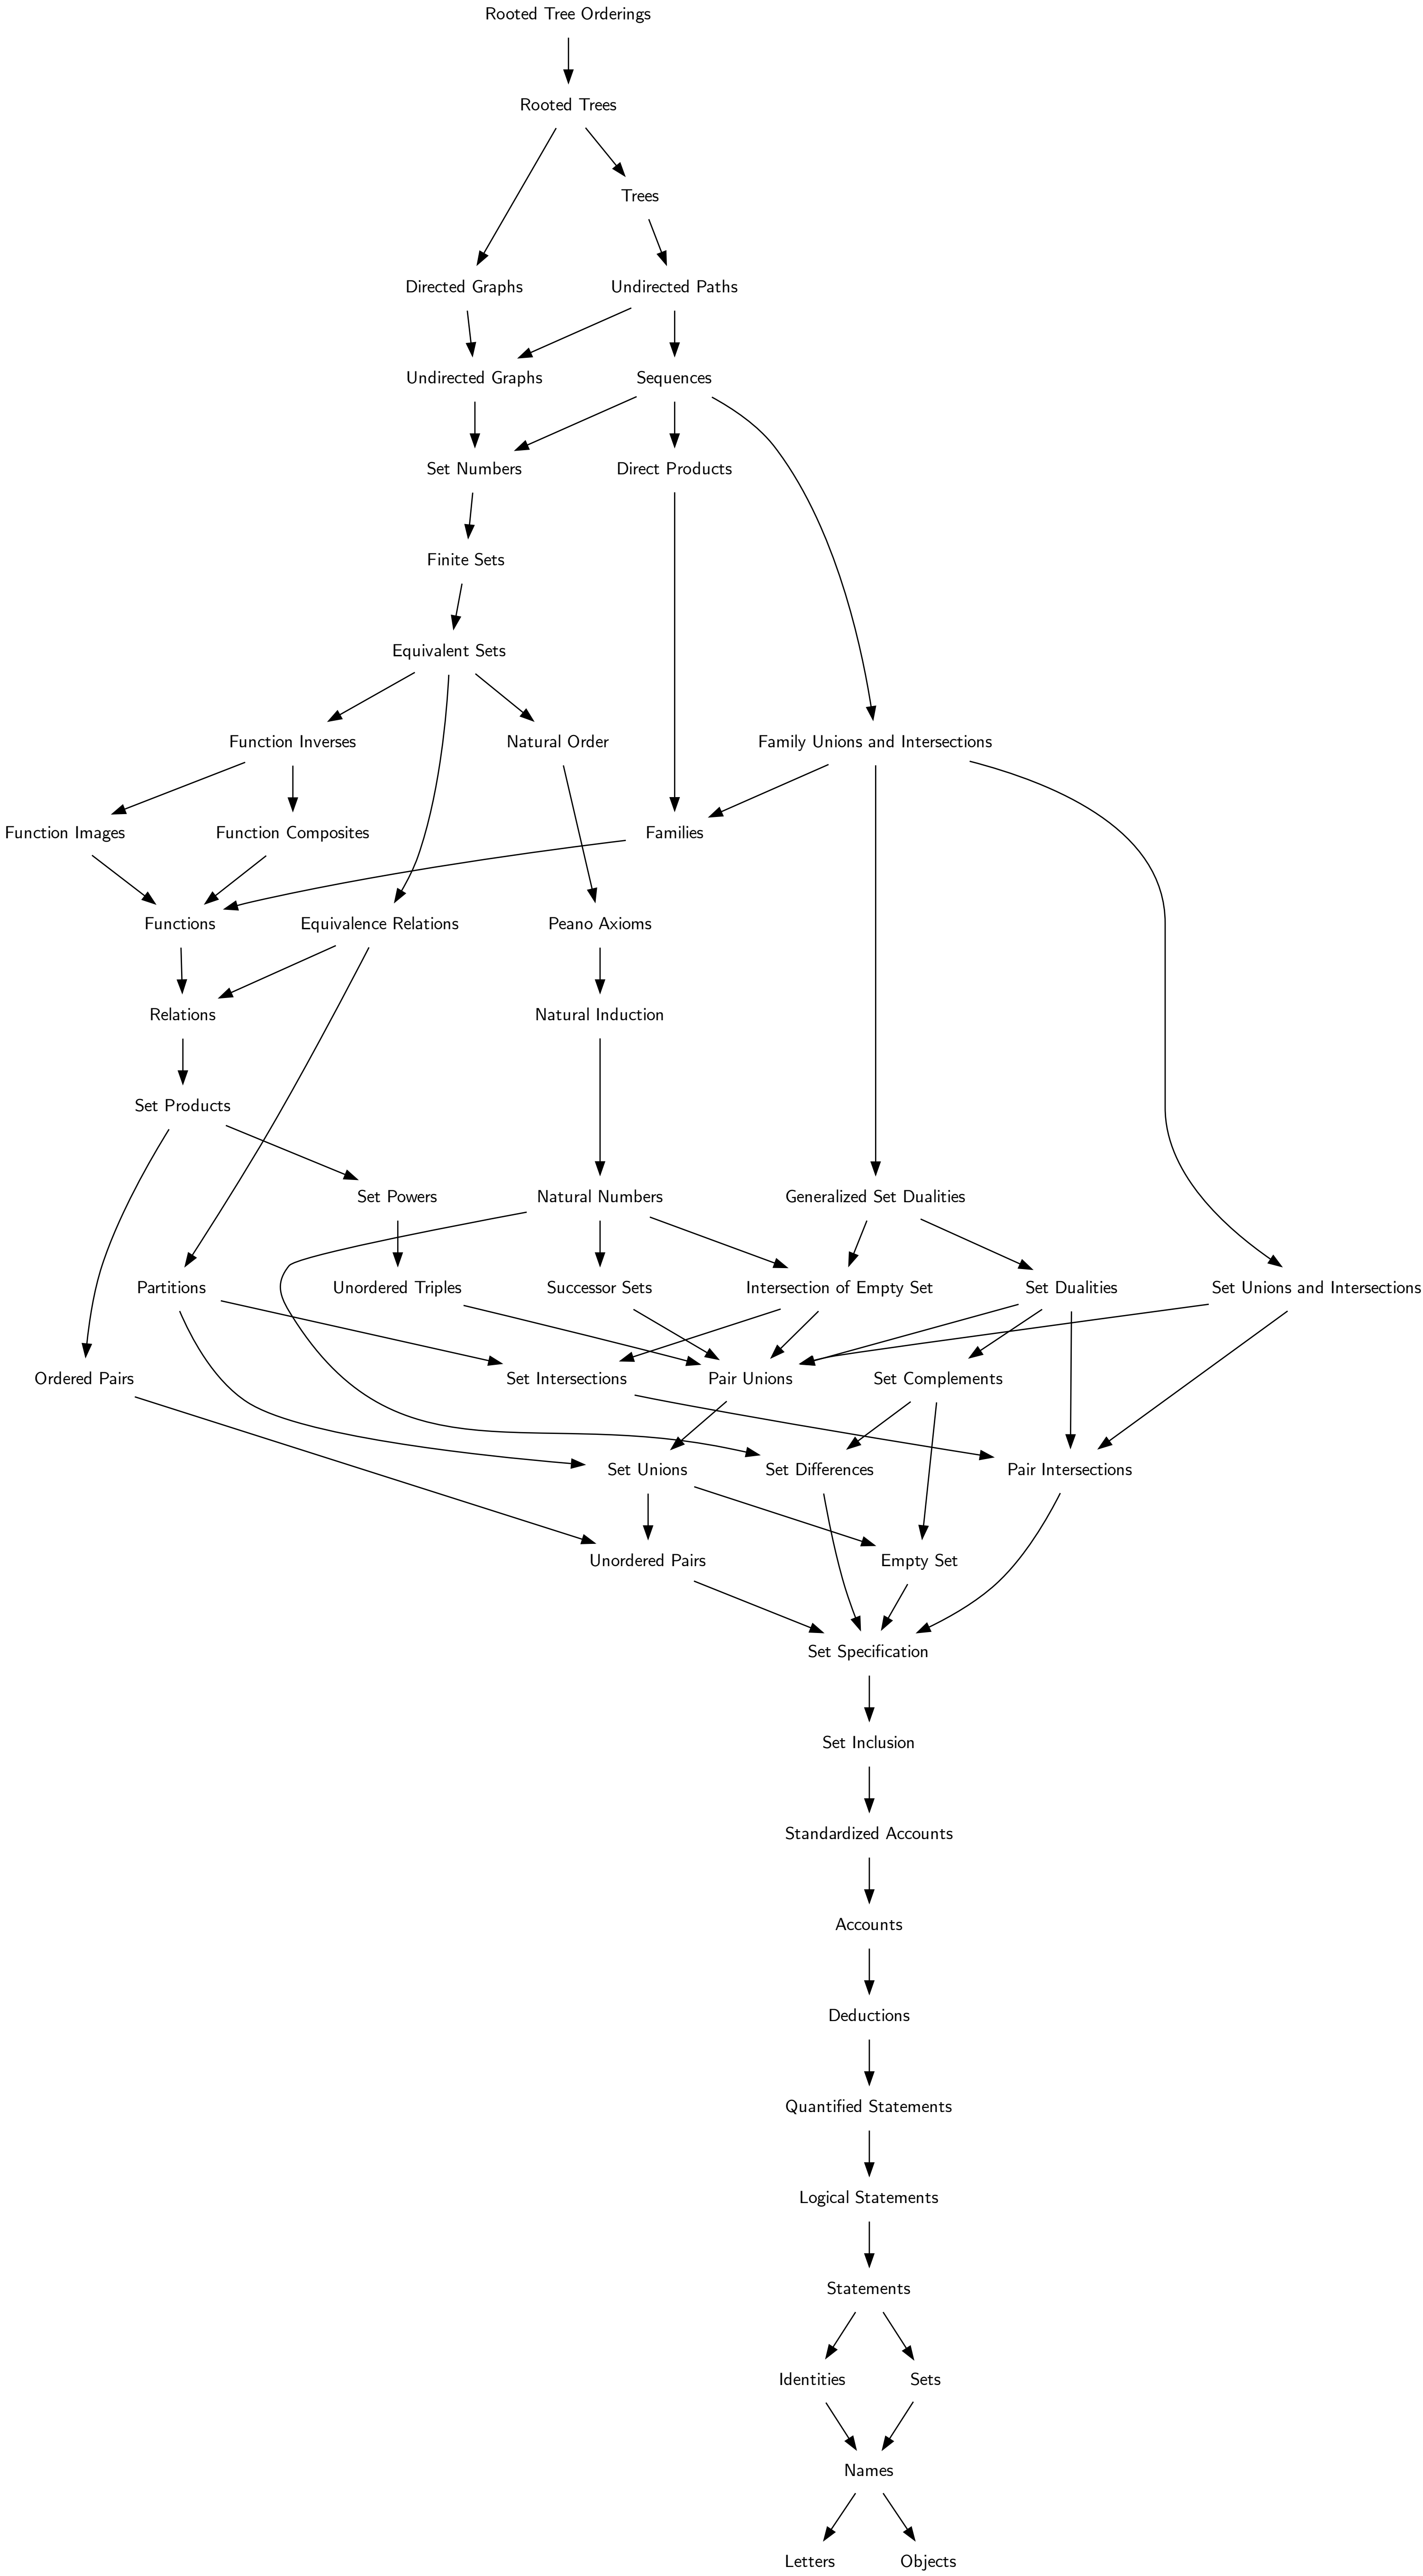 Rooted Tree Orderings
Rooted Trees
Trees
Directed Graphs
Undirected Paths
Undirected Graphs
Sequences
Set Numbers
Direct Products
Finite Sets
Equivalent Sets
Function Inverses
Natural Order
Family Unions and Intersections
Function Images
Function Composites
Families
Functions
Equivalence Relations
Peano Axioms
Relations
Natural Induction
Set Products
Set Powers
Natural Numbers
Generalized Set Dualities
Partitions
Unordered Triples
Successor Sets
Intersection of Empty Set
Set Dualities
Set Unions and Intersections
Ordered Pairs
Set Intersections
Pair Unions
Set Complements
Set Unions
Set Differences
Pair Intersections
Unordered Pairs
Empty Set
Set Specification
Set Inclusion
Standardized Accounts
Accounts
Deductions
Quantified Statements
Logical Statements
Statements
Identities
Sets
Names
Letters
Objects